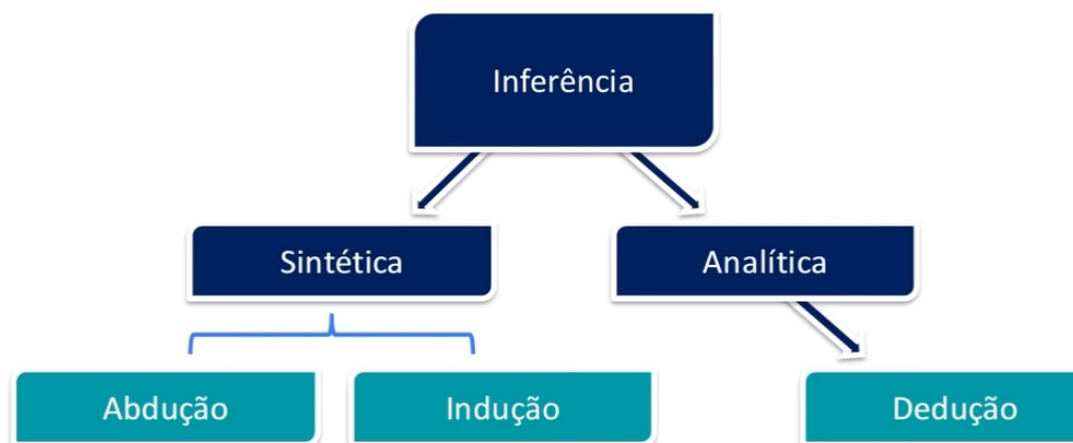 Inferência
Sintética
Analítica
Abdução
Indução
Dedução